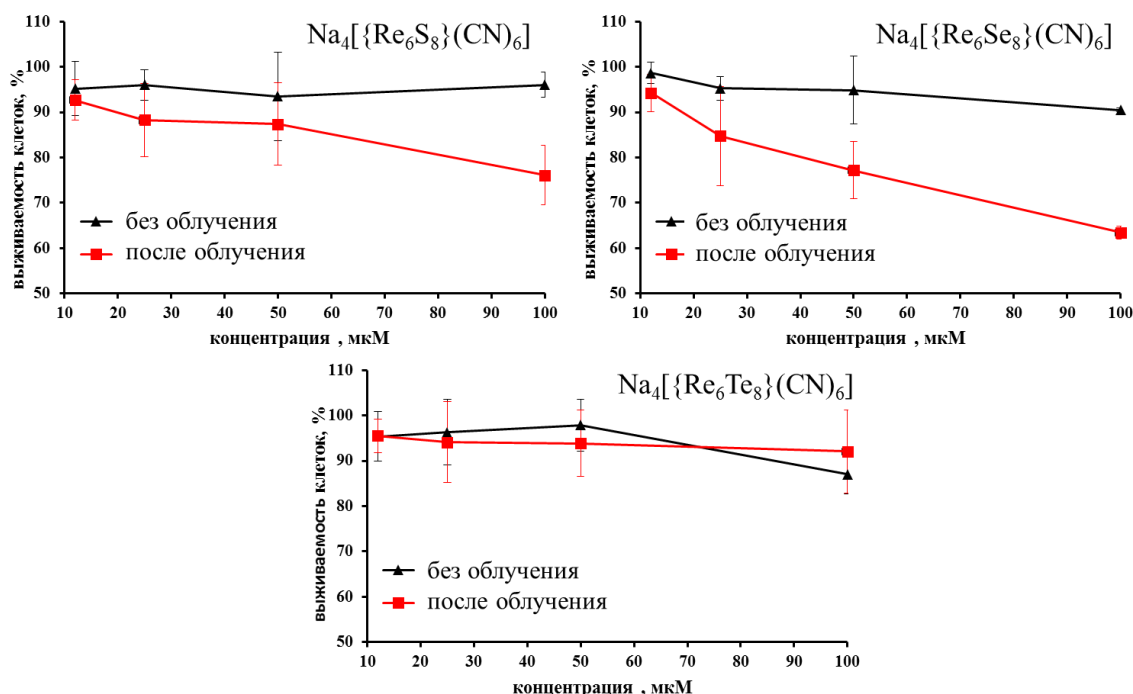 Na4[{Re6S8}(CN)6]
выживаемость клеток, %
110
100
90
80
70
60
50
без облучения
после облучения
10 20 30 40 50 60 70 80 90 100
концентрация , мкМ
Na4[{Re6Se8}(CN)6]
выживаемость клеток, %
110
100
90
80
70
60
50
без облучения
после облучения
10 20 30 40 50 60 70 80 90 100
концентрация , мкМ
Na4[{Re6Te8}(CN)6]
выживаемость клеток, %
110
100
90
80
70
60
50
без облучения
после облучения
10 20 30 40 50 60 70 80 90 100
концентрация , мкМ